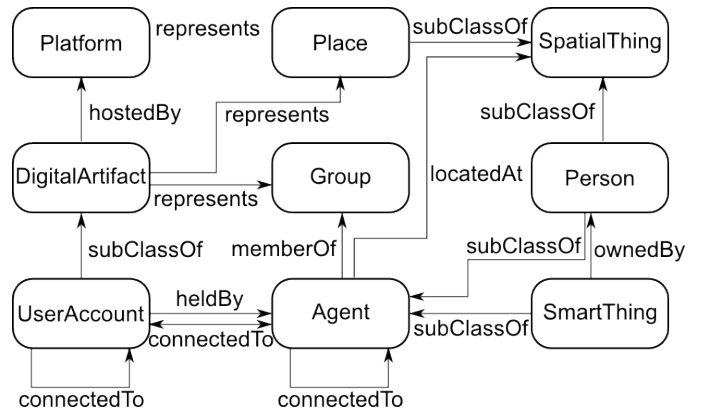 Platform
represents
Place
subClassOf
SpatialThing
hostedBy
represents
subClassOf
DigitalArtifact
represents
Group
locatedAt
Person
subClassOf
memberOf
subClassOf
ownedBy
UserAccount
heldBy
connectedTo
Agent
subClassOf
SmartThing
connectedTo
connectedTo